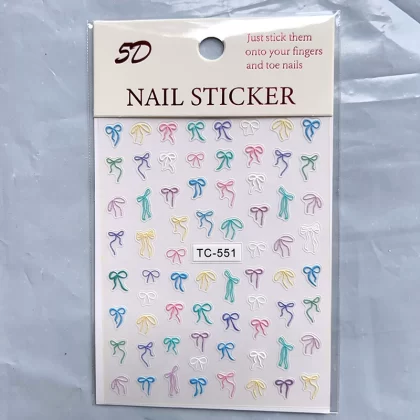 5D
Just stick them
onto your fingers
and toe nails
NAIL STICKER
TC-551